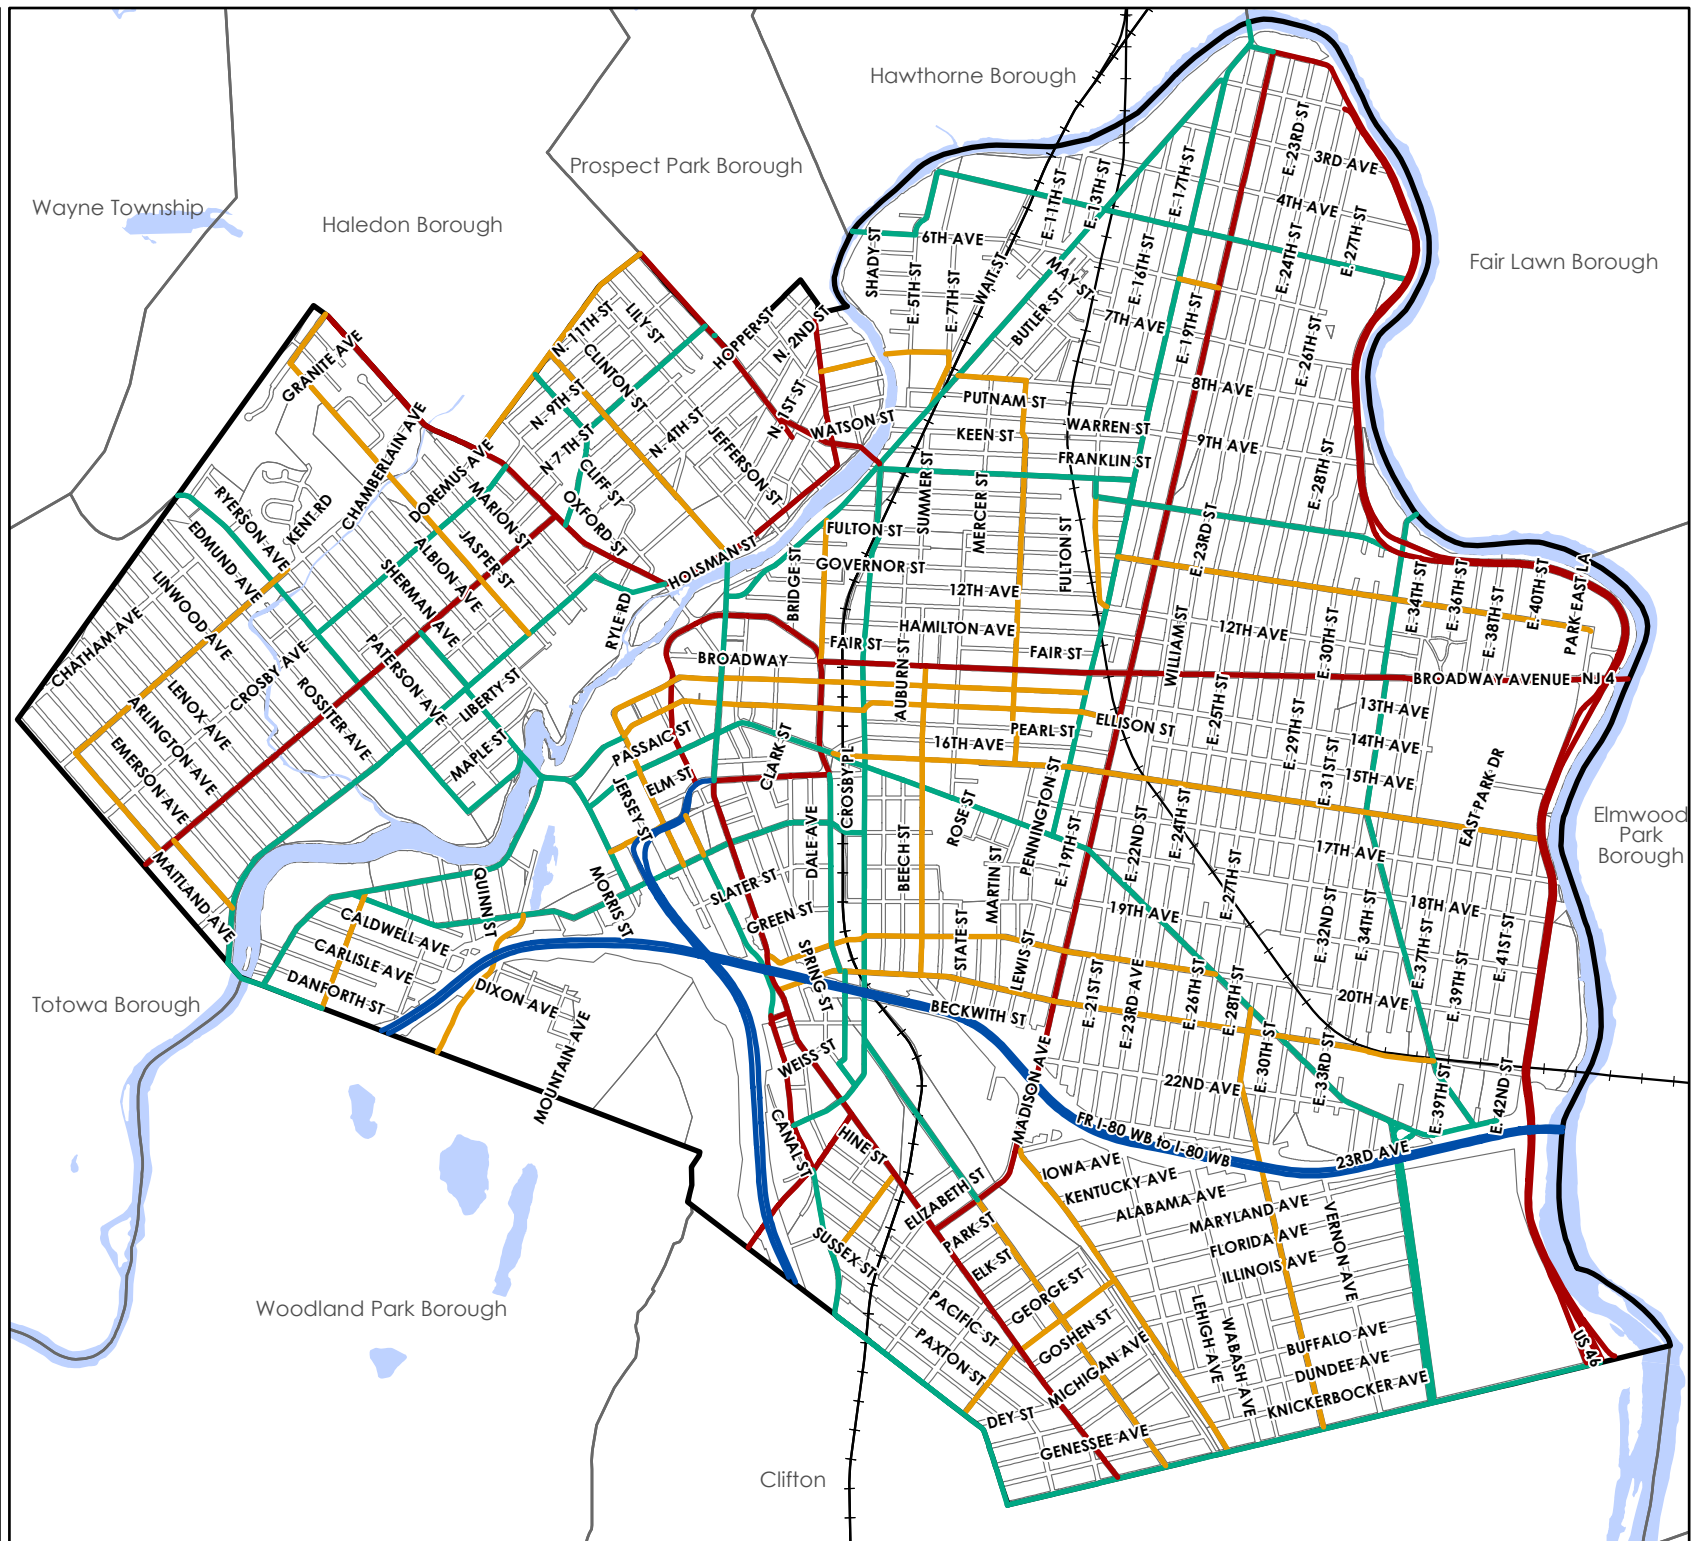 Hawthorne Borough
Prospect Park Borough
Wayne Township
Haledon Borough
Fair Lawn Borough
Elmwood
Park
Borough
Totowa Borough
Woodland Park Borough
Clifton
E. 23RD ST
3RD AVE
4TH AVE
E. 27TH ST
E. 24TH ST
E. 17TH ST
E. 13TH ST
E. 11TH ST
6TH AVE
SHADY ST
E. 5TH ST
E. 7TH ST
WAIT ST
MAY ST
BUTLER ST
E. 16TH ST
7TH AVE
E. 19TH ST
E. 26TH ST
8TH AVE
PUTNAM ST
KEEN ST
WARREN ST
FRANKLIN ST
9TH AVE
E. 28TH ST
N. 11TH ST
LILY ST
CLINTON ST
HOPPER ST
N. 2ND ST
N. 1ST ST
WATSON ST
N. 9TH ST
N 7 TH ST
N. 4TH ST
JEFFERSON ST
CLIFF ST
OXFORD ST
GRANITE AVE
CHAMBERLAIN AVE
DOREMUS AVE
MARION ST
JASPER ST
ALBION AVE
SHERMAN AVE
RYERSON AVE
KENT RD
EDMUND AVE
LINWOOD AVE
CHATHAM AVE
CROSBY AVE
LENOX AVE
ARLINGTON AVE
EMERSON AVE
ROSSITER AVE
PATERSON AVE
LIBERTY ST
MAPLE ST
MAITLAND AVE
RYLE RD
HOLSMAN ST
BRIDGE ST
FULTON ST
GOVERNOR ST
SUMMER ST
MERCER ST
FULTON ST
12TH AVE
HAMILTON AVE
FAIR ST
FAIR ST
AUBURN ST
BROADWAY
E. 23RD ST
WILLIAM ST
12TH AVE
E. 30TH ST
E. 34TH ST
E. 36TH ST
E. 38TH ST
E. 40TH ST
PARK EAST LA
BROADWAY AVENUE NJ 4
PASSAIC ST
ELM ST
JERSEY ST
CLARK ST
CROSBY PL
DALE AVE
16TH AVE
PEARL ST
ELLISON ST
E. 25TH ST
13TH AVE
E. 29TH ST
14TH AVE
E. 31ST ST
15TH AVE
EAST PARK DR
BEECH ST
ROSE ST
PENNINGTON ST
E. 19TH ST
E. 22ND ST
E. 24TH ST
17TH AVE
E. 27TH ST
MARTIN ST
19TH AVE
18TH AVE
E. 32ND ST
E. 34TH ST
E. 37TH ST
E. 39TH ST
E. 41ST ST
QUINN ST
MORRIS ST
SLATER ST
GREEN ST
SPRING ST
STATE ST
LEWIS ST
CALDWELL AVE
CARLISLE AVE
DANFORTH ST
DIXON AVE
MOUNTAIN AVE
BECKWITH ST
E. 21ST ST
E. 23RD AVE
E. 26TH ST
E. 28TH ST
20TH AVE
E. 30TH ST
E. 33RD ST
WEISS ST
MADISON AVE
22ND AVE
E. 39TH ST
E. 42ND ST
FR I-80 WB to I-80 WB
23RD AVE
CANAL ST
HINE ST
ELIZABETH ST
PARK ST
SUSSEX ST
ELK ST
PACIFIC ST
GEORGE ST
PAXTON ST
GOSHEN ST
MICHIGAN AVE
DEY ST
GENESSEE AVE
IOWA AVE
KENTUCKY AVE
ALABAMA AVE
MARYLAND AVE
FLORIDA AVE
ILLINOIS AVE
VERNON AVE
LEHIGH AVE
WABASH AVE
BUFFALO AVE
DUNDEE AVE
KNICKERBOCKER AVE
US 46